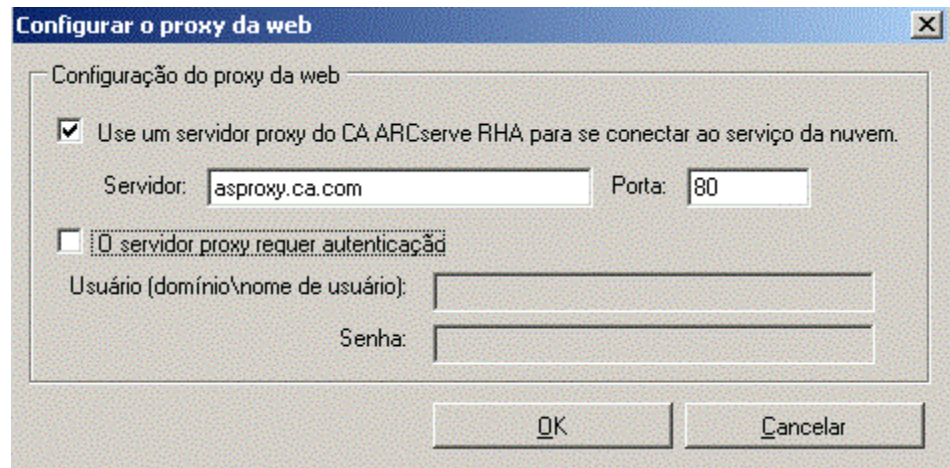 Configurar o proxy da web
Configuração do proxy da web
Use um servidor proxy do CA ARCserve RHA para se conectar ao serviço da nuvem.
Servidor: asproxy.ca.com Porta: 80
O servidor proxy requer autenticação
Usuário (domínio\nome de usuário):
Senha:
OK Cancelar